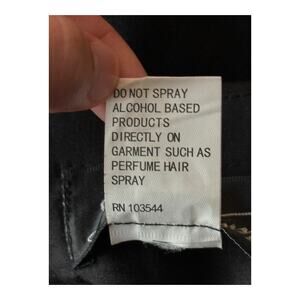 DO NOT SPRAY
ALCOHOL BASED
PRODUCTS
DIRECTLY ON
GARMENT SUCH AS
PERFUME HAIR
SPRAY
RN 103544